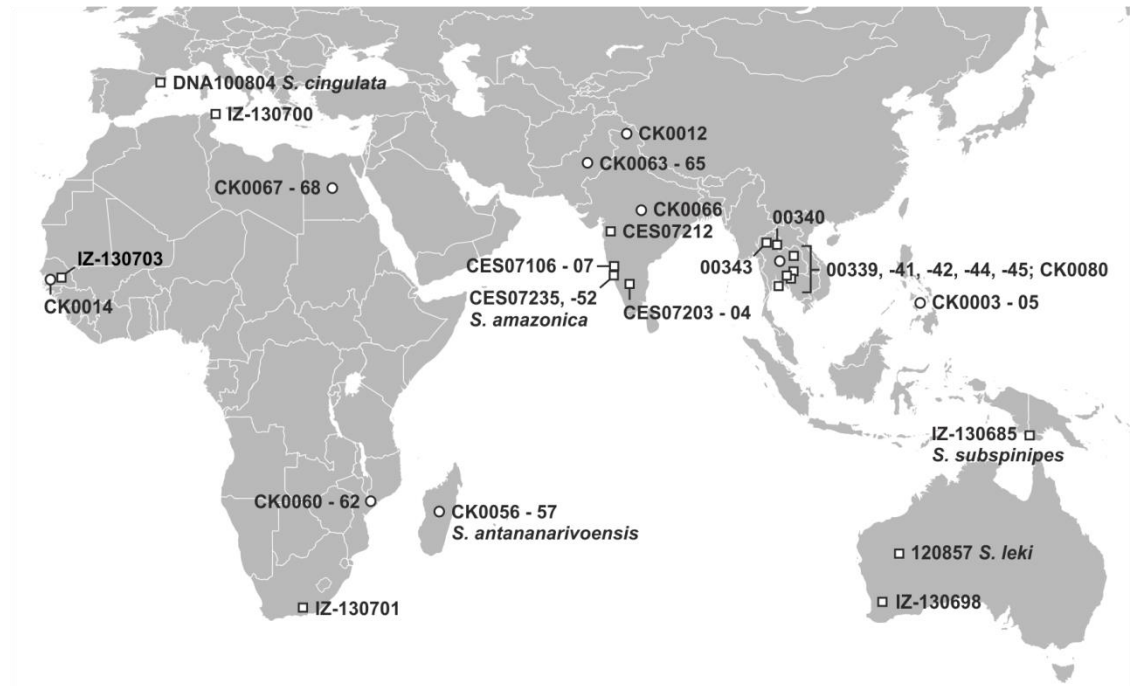 DNA100804 S. cingulata
IZ-130700
CK0012
CK0063 - 65
CK0067 - 68
CK0066
00340
CES07212
IZ-130703
CES07106 - 07
00343
00339, -41, -42, -44, -45; CK0080
CK0014
CES07235, -52
S. amazonica
CES07203 - 04
CK0003 - 05
IZ-130685
S. subspinipes
CK0060 - 62
CK0056 - 57
S. antananarivoensis
120857 S. leki
IZ-130701
IZ-130698